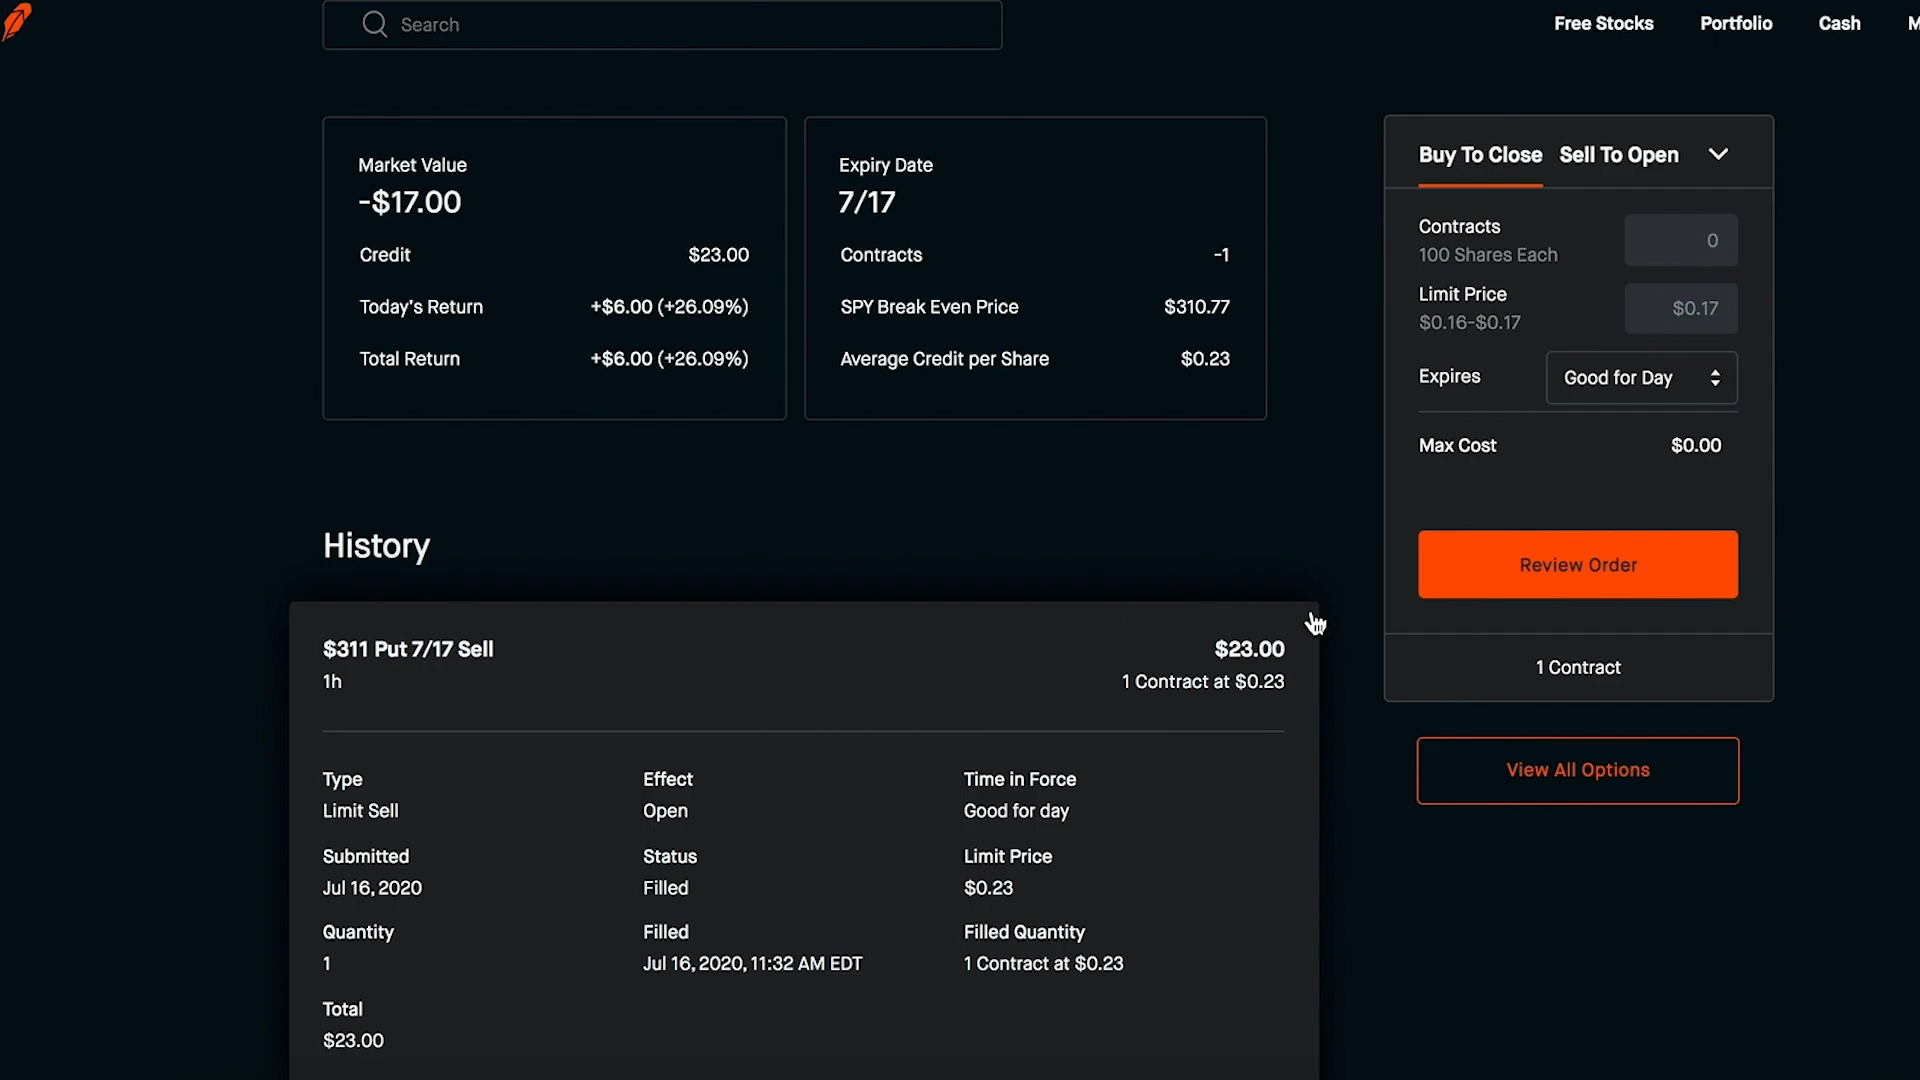 Search
Free Stocks
Portfolio
Cash
M
Market Value
-$17.00
Credit
$23.00
Today's Return
+$6.00 (+26.09%)
Total Return
+$6.00 (+26.09%)
Expiry Date
7/17
Contracts
-1
SPY Break Even Price
$310.77
Average Credit per Share
$0.23
Buy To Close
Sell To Open
Contracts
100 Shares Each
0
Limit Price
$0.16-$0.17
$0.17
Expires
Good for Day
Max Cost
$0.00
Review Order
1 Contract
View All Options
History
$311 Put 7/17 Sell
$23.00
1h
1 Contract at $0.23
Type
Effect
Time in Force
Limit Sell
Open
Good for day
Submitted
Status
Limit Price
Jul 16, 2020
Filled
$0.23
Quantity
Filled
Filled Quantity
1
Jul 16, 2020, 11:32 AM EDT
1 Contract at $0.23
Total
$23.00